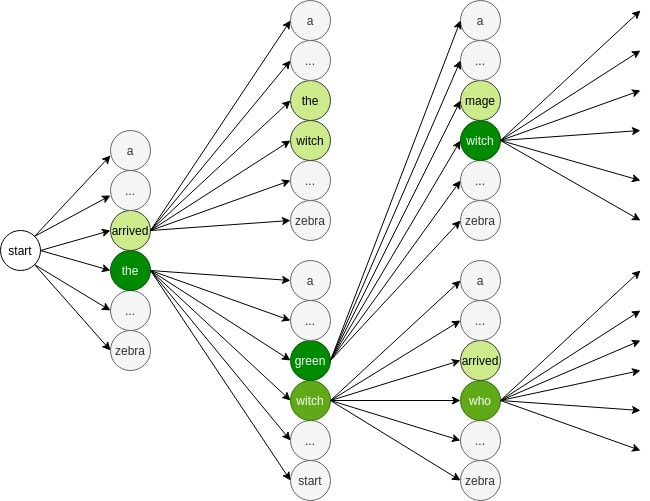 start
a
...
arrived
the
...
zebra
a
...
the
witch
...
zebra
a
...
green
witch
...
start
a
...
mage
witch
...
zebra
a
...
arrived
who
...
zebra